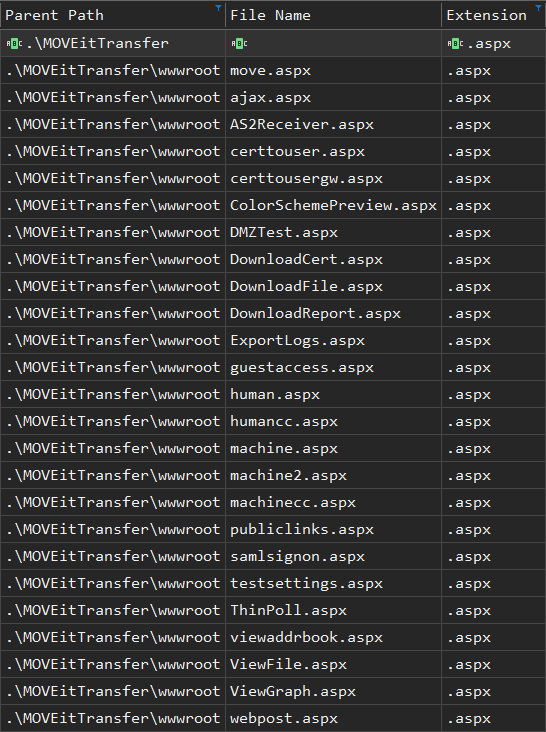 Parent Path File Name Extension
ABC .\MOVEitTransfer ABC ABC .aspx
.\MOVEitTransfer\wwwroot move.aspx .aspx
.\MOVEitTransfer\wwwroot ajax.aspx .aspx
.\MOVEitTransfer\wwwroot AS2Receiver.aspx .aspx
.\MOVEitTransfer\wwwroot certtouser.aspx .aspx
.\MOVEitTransfer\wwwroot certtousergw.aspx .aspx
.\MOVEitTransfer\wwwroot ColorSchemePreview.aspx .aspx
.\MOVEitTransfer\wwwroot DMZTest.aspx .aspx
.\MOVEitTransfer\wwwroot DownloadCert.aspx .aspx
.\MOVEitTransfer\wwwroot DownloadFile.aspx .aspx
.\MOVEitTransfer\wwwroot DownloadReport.aspx .aspx
.\MOVEitTransfer\wwwroot ExportLogs.aspx .aspx
.\MOVEitTransfer\wwwroot guestaccess.aspx .aspx
.\MOVEitTransfer\wwwroot human.aspx .aspx
.\MOVEitTransfer\wwwroot humancc.aspx .aspx
.\MOVEitTransfer\wwwroot machine.aspx .aspx
.\MOVEitTransfer\wwwroot machine2.aspx .aspx
.\MOVEitTransfer\wwwroot machinecc.aspx .aspx
.\MOVEitTransfer\wwwroot publiclinks.aspx .aspx
.\MOVEitTransfer\wwwroot samlsignon.aspx .aspx
.\MOVEitTransfer\wwwroot testsettings.aspx .aspx
.\MOVEitTransfer\wwwroot ThinPoll.aspx .aspx
.\MOVEitTransfer\wwwroot viewaddrbook.aspx .aspx
.\MOVEitTransfer\wwwroot ViewFile.aspx .aspx
.\MOVEitTransfer\wwwroot ViewGraph.aspx .aspx
.\MOVEitTransfer\wwwroot webpost.aspx .aspx